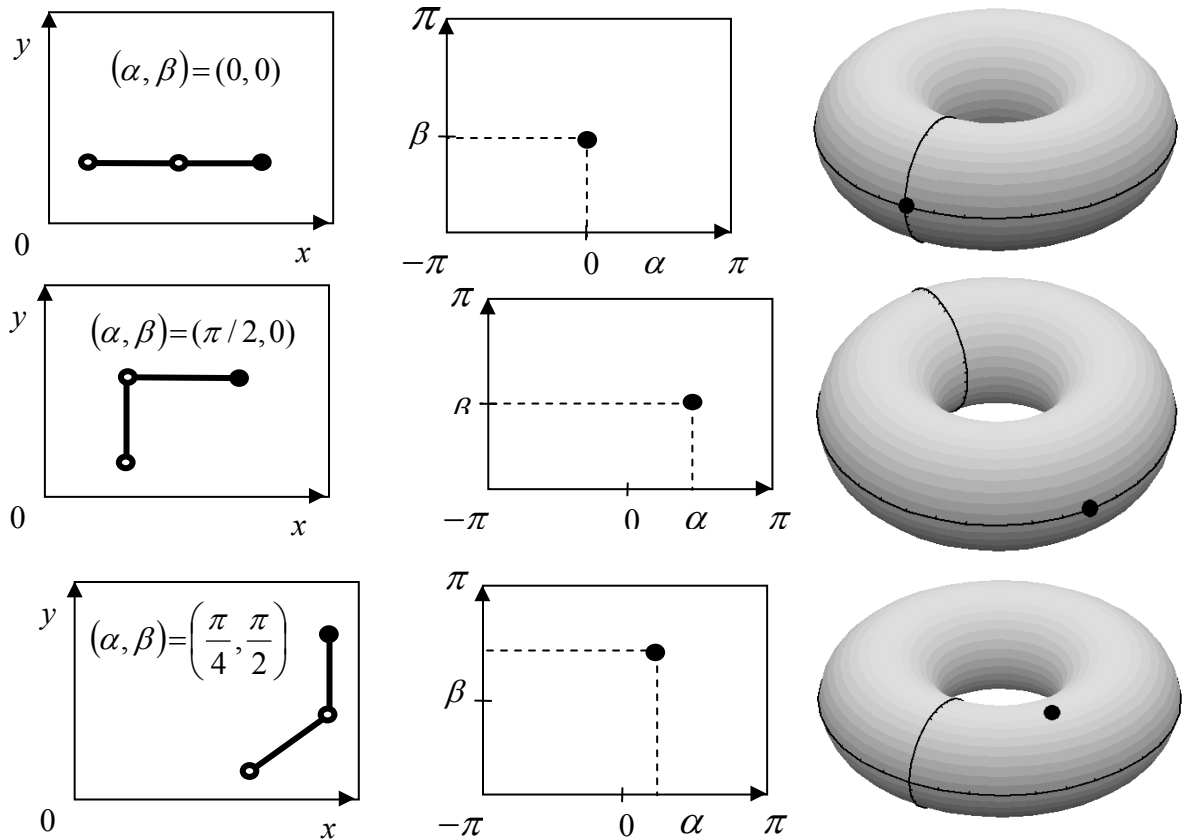 y
(α, β) = (0, 0)
0
x
π
β
−π
0
α
π
y
(α, β) = (π / 2, 0)
0
x
π
−π
0
α
π
y
(α, β) = (π/4, π/2)
0
x
π
β
−π
0
α
π